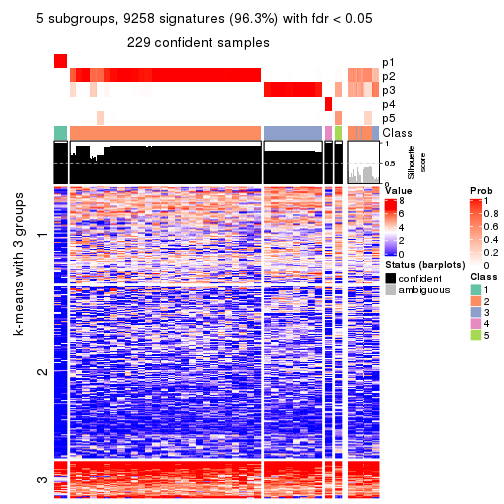 5 subgroups, 9258 signatures (96.3%) with fdr < 0.05
229 confident samples
p1
p2
p3
p4
p5
Class
1
0.5
0
Silhouette
score
k-means with 3 groups
1
2
3
Value
8
6
4
2
0
Status (barplots)
confident
ambiguous
Prob
1
0.8
0.6
0.4
0.2
0
Class
1
2
3
4
5